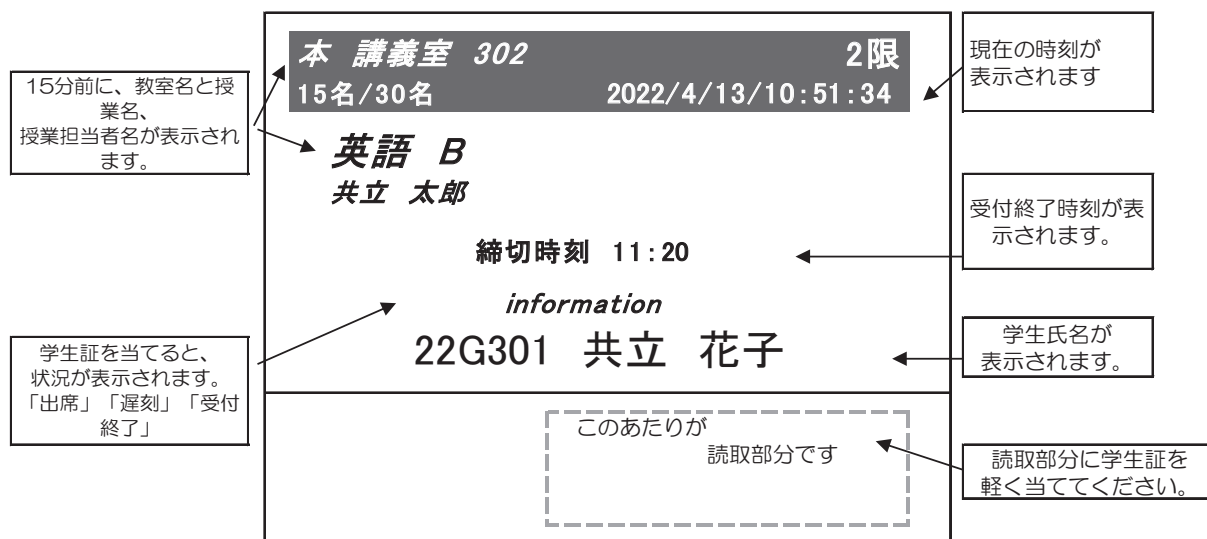 本 講義室 302 2限
15名/30名 2022/4/13/10:51:34
英語 B
共立 太郎
締切時刻 11:20
information
22G301 共立 花子
このあたりが
読取部分です
15分前に、教室名と授
業名、
授業担当者名が表示され
ます。
学生証を当てると、
状況が表示されます。
「出席」「遅刻」「受付
終了」
現在の時刻が
表示されます
受付終了時刻が表
示されます。
学生氏名が
表示されます。
読取部分に学生証を
軽く当ててください。